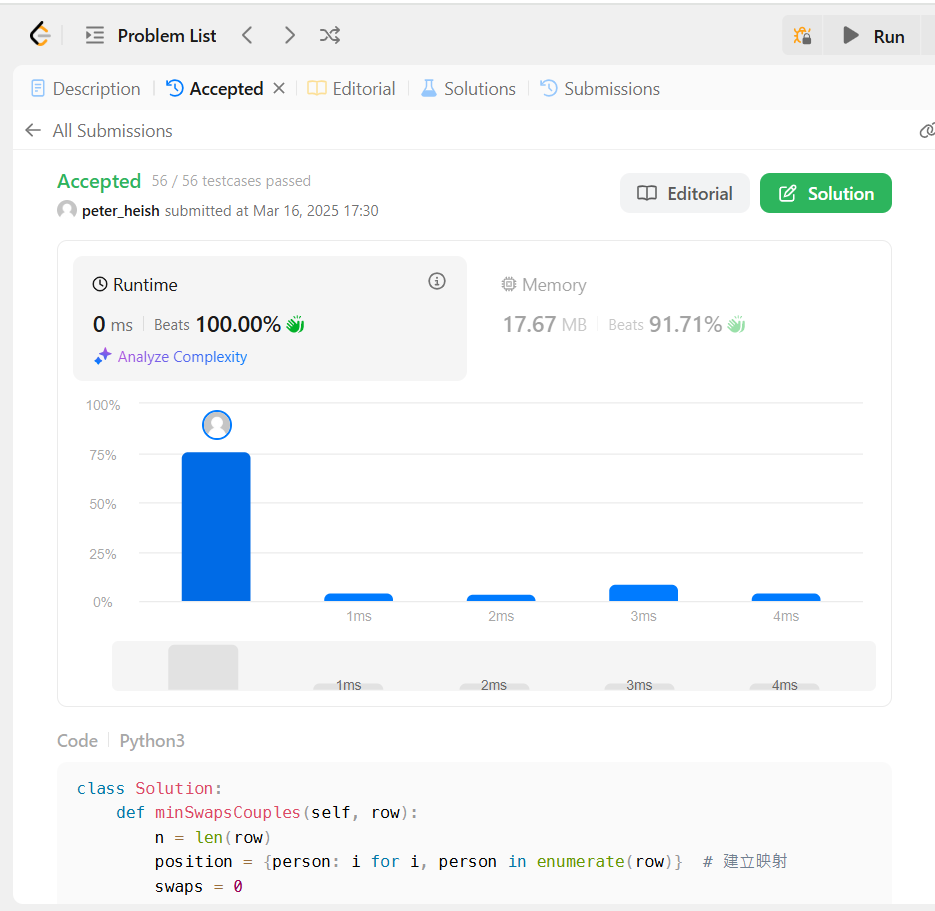 Problem List Run
Description Accepted Editorial Solutions Submissions
All Submissions
Accepted 56 / 56 testcases passed
peter_heish submitted at Mar 16, 2025 17:30
Editorial Solution
Runtime
0 ms Beats 100.00%
Analyze Complexity
Memory
17.67 MB Beats 91.71%
100%
75%
50%
25%
0%
1ms 2ms 3ms 4ms
1ms 2ms 3ms 4ms
Code Python3
class Solution:
    def minSwapsCouples(self, row):
        n = len(row)
        position = {person: i for i, person in enumerate(row)}  # 建立映射
        swaps = 0